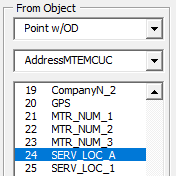 From Object
Point w/OD
AddressMTEMCUC
19 CompanyN_2
20 GPS
21 MTR_NUM_1
22 MTR_NUM_2
23 MTR_NUM_3
24 SERV_LOC_A
25 SERV_LOC_1